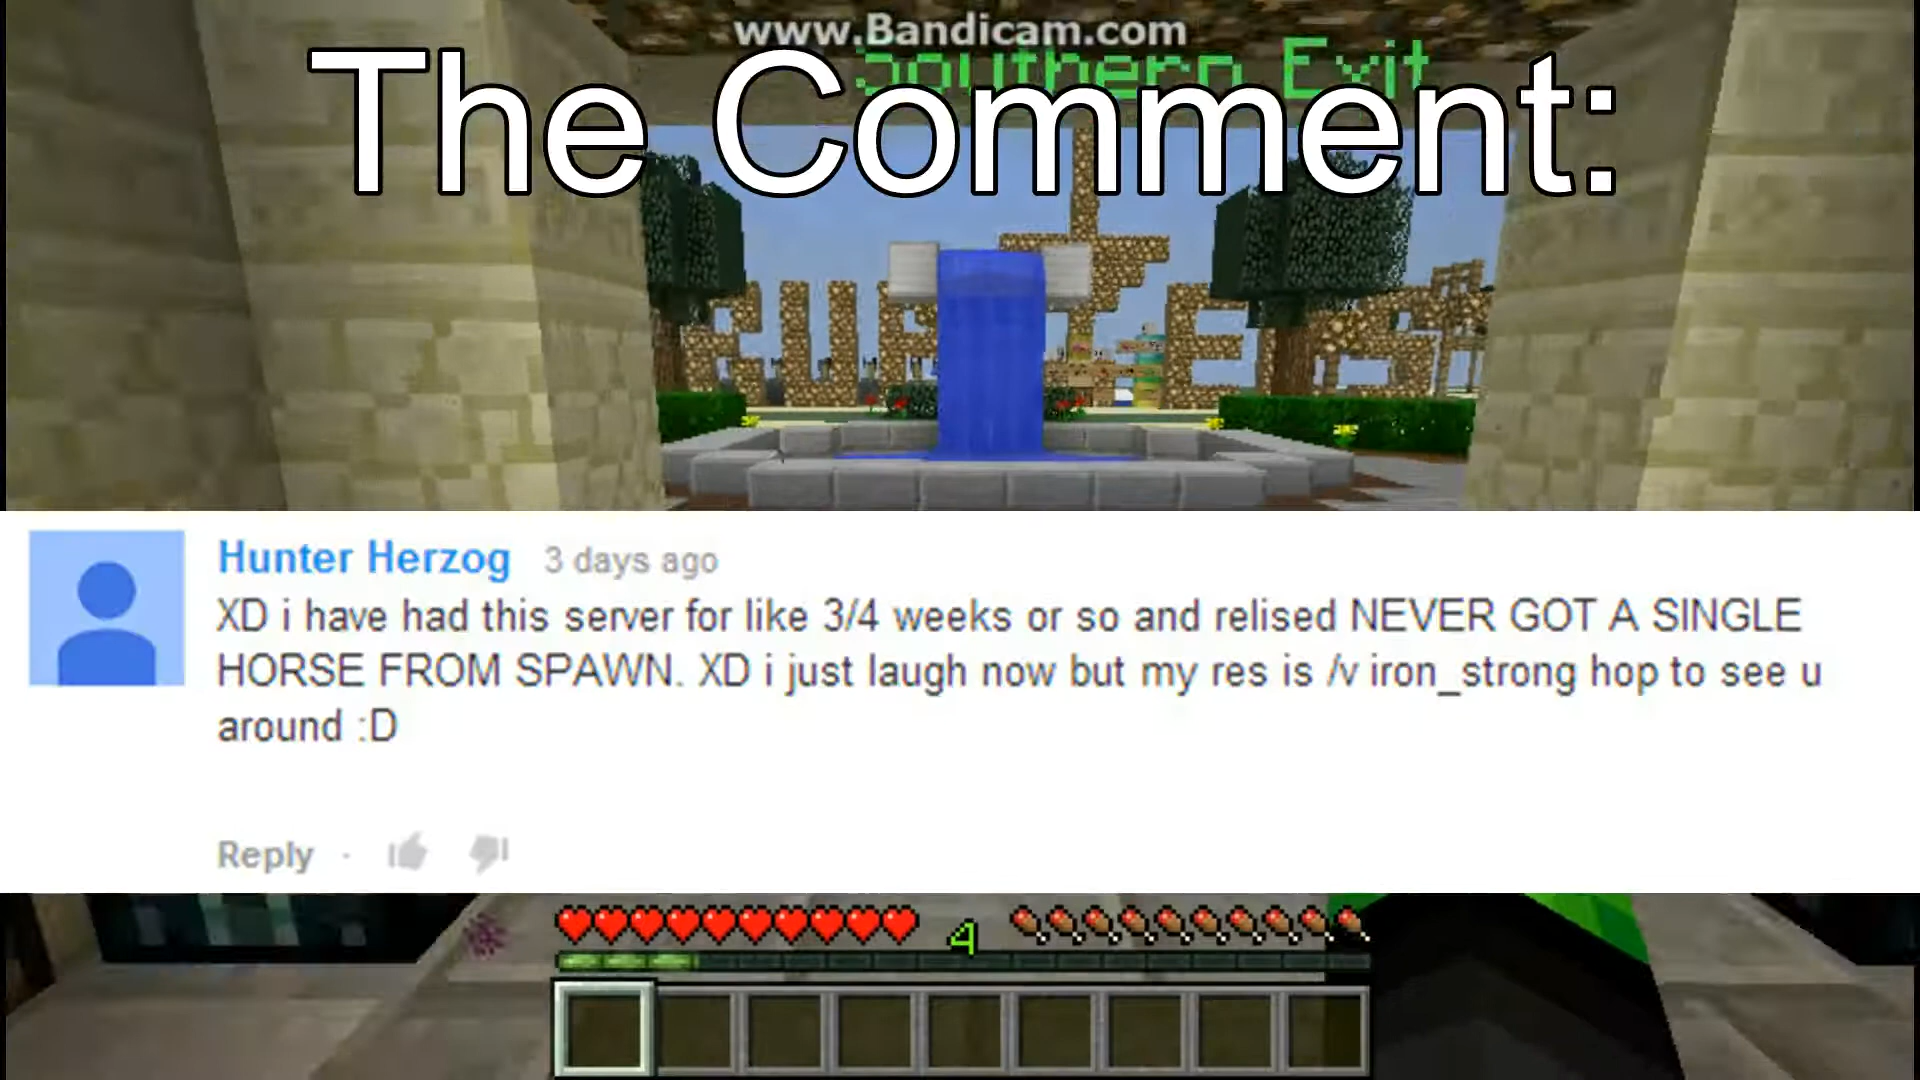 www.Bandicam.com
Southern Exit
The Comment:
Hunter Herzog 3 days ago
XD i have had this server for like 3/4 weeks or so and relised NEVER GOT A SINGLE
HORSE FROM SPAWN. XD i just laugh now but my res is /v iron_strong hop to see u
around :D
Reply ·
4